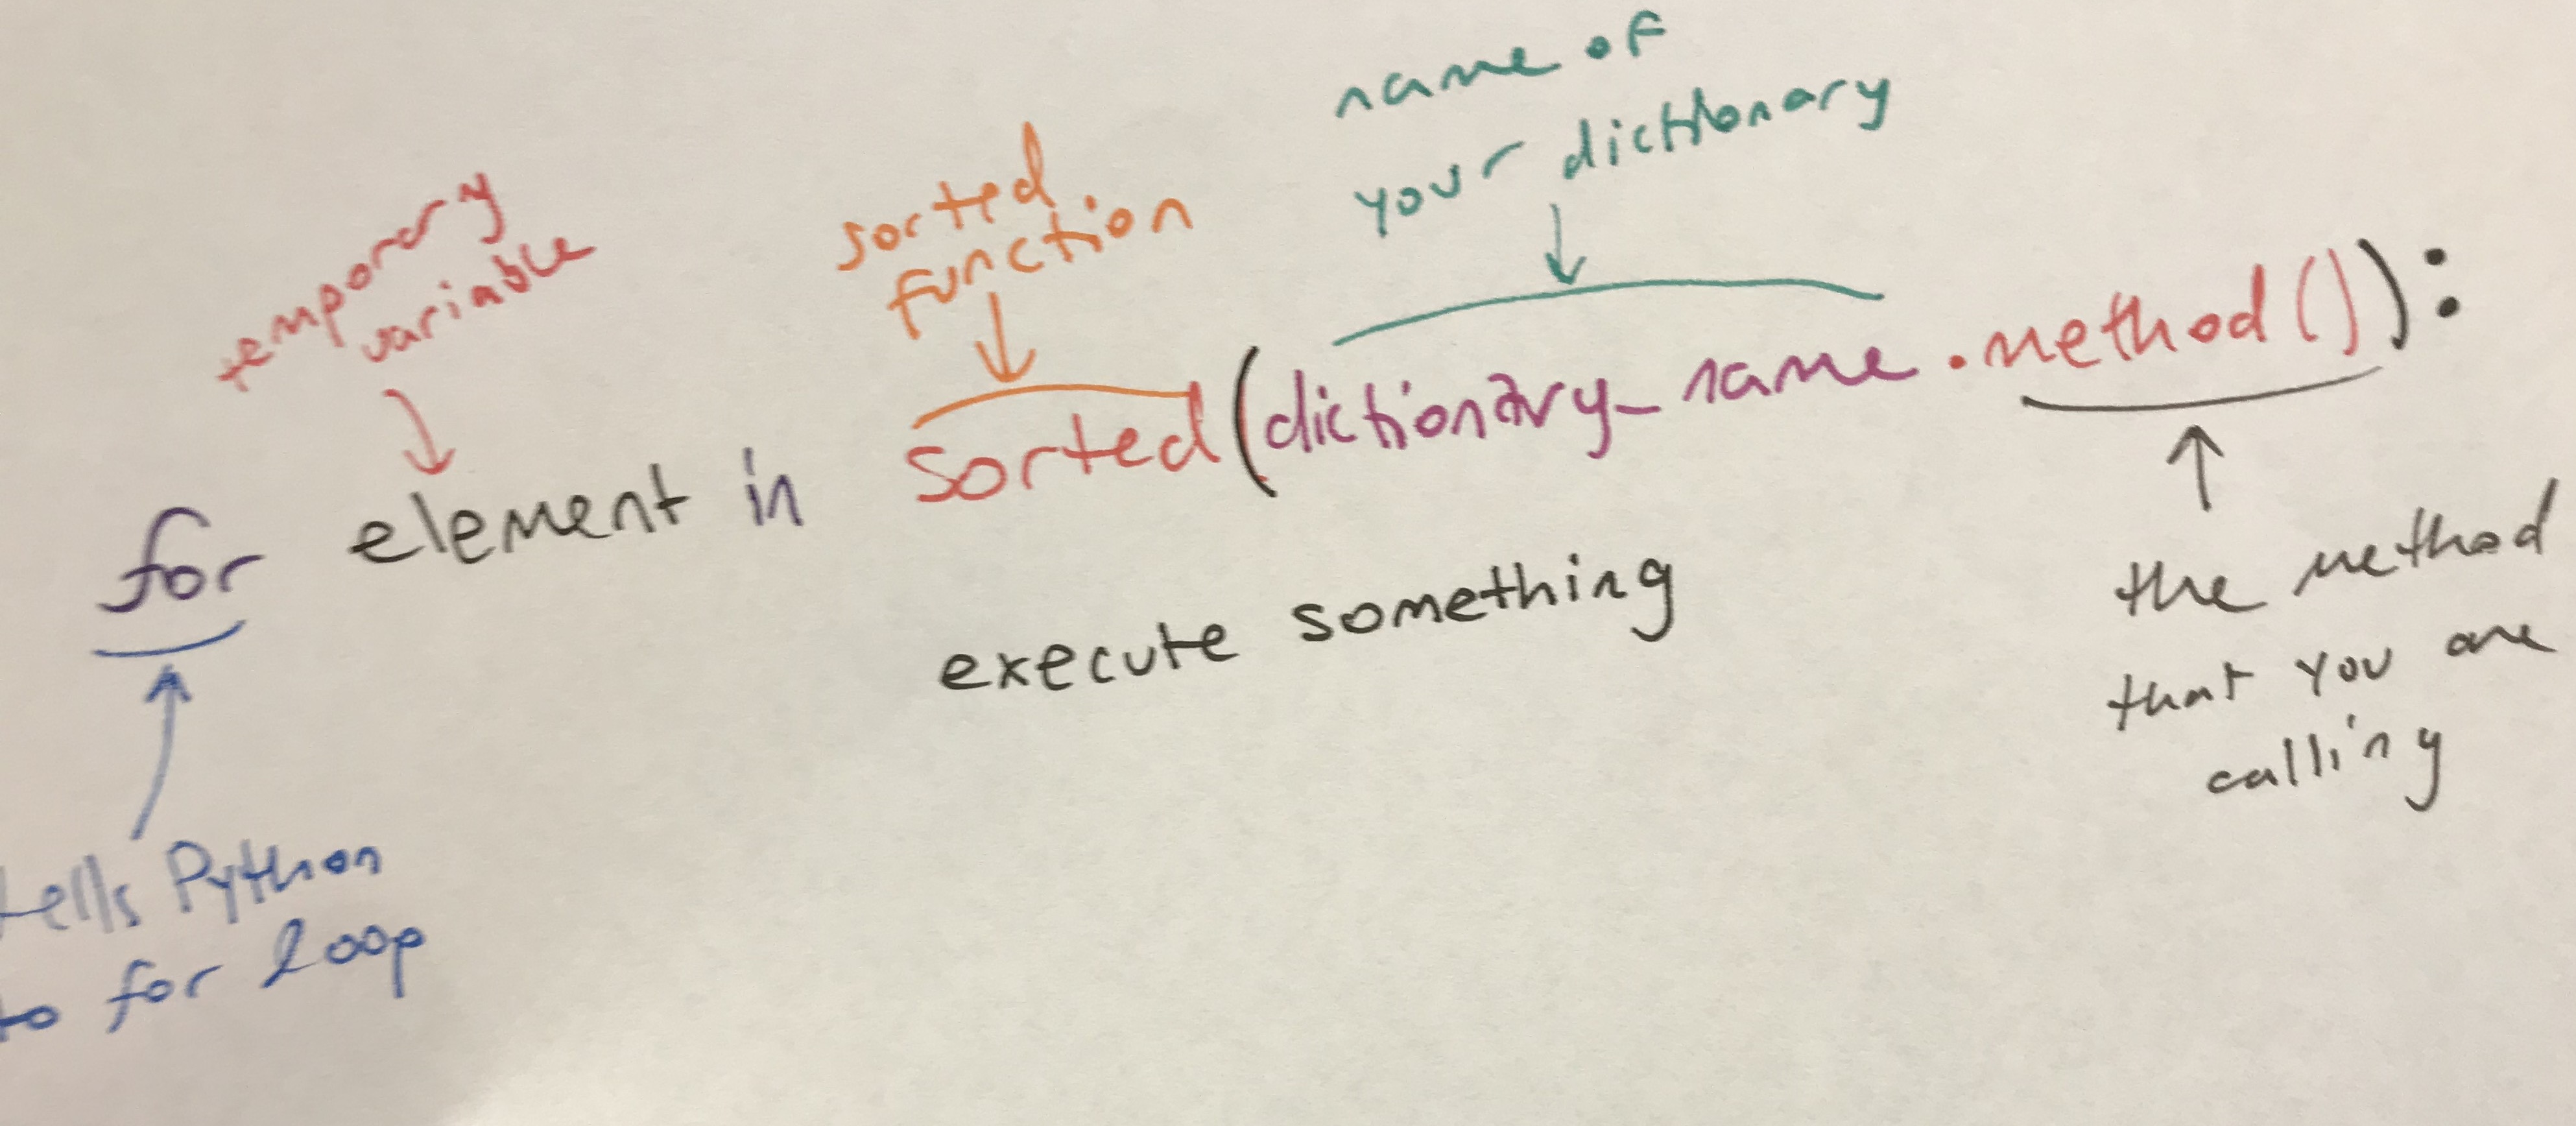 name of
your dictionary
sorted
function
temporary
variable
for element in sorted(dictionary_name.method()):
execute something
the method
that you are
calling
tells Python
to for loop